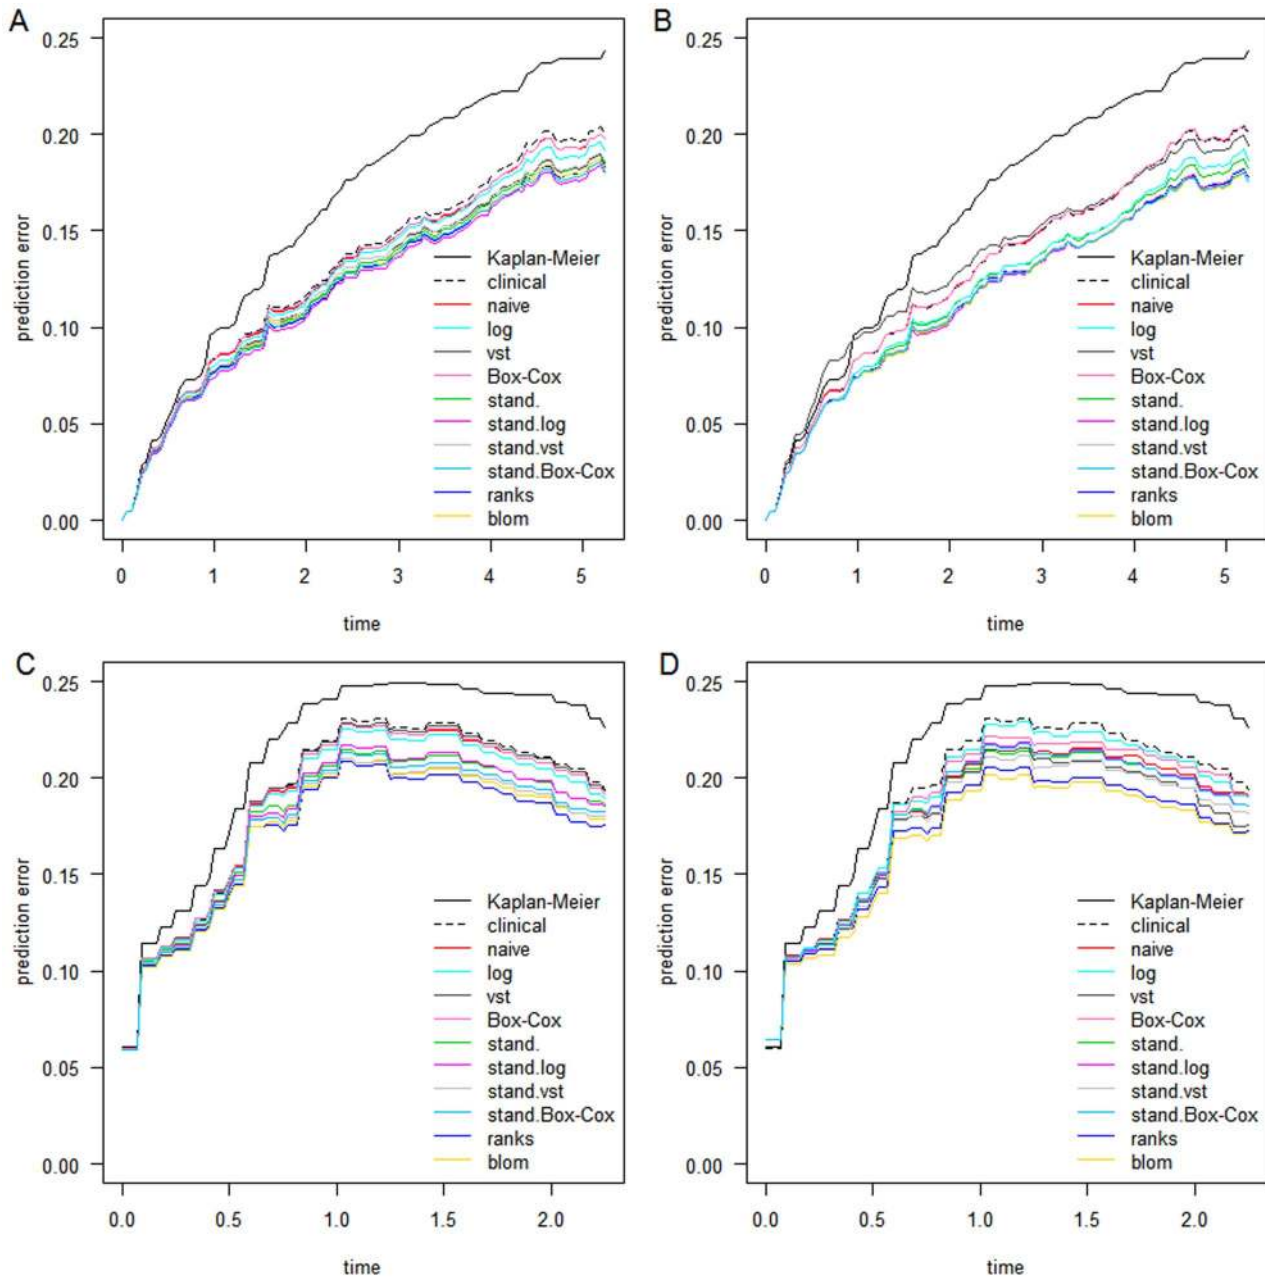 A
prediction error
0.25
0.20
0.15
0.10
0.05
0.00
Kaplan-Meier
clinical
naive
log
vst
Box-Cox
stand.
stand.log
stand.vst
stand.Box-Cox
ranks
blom
0 1 2 3 4 5
time
B
prediction error
0.25
0.20
0.15
0.10
0.05
0.00
Kaplan-Meier
clinical
naive
log
vst
Box-Cox
stand.
stand.log
stand.vst
stand.Box-Cox
ranks
blom
0 1 2 3 4 5
time
C
prediction error
0.25
0.20
0.15
0.10
0.05
0.00
Kaplan-Meier
clinical
naive
log
vst
Box-Cox
stand.
stand.log
stand.vst
stand.Box-Cox
ranks
blom
0.0 0.5 1.0 1.5 2.0
time
D
prediction error
0.25
0.20
0.15
0.10
0.05
0.00
Kaplan-Meier
clinical
naive
log
vst
Box-Cox
stand.
stand.log
stand.vst
stand.Box-Cox
ranks
blom
0.0 0.5 1.0 1.5 2.0
time